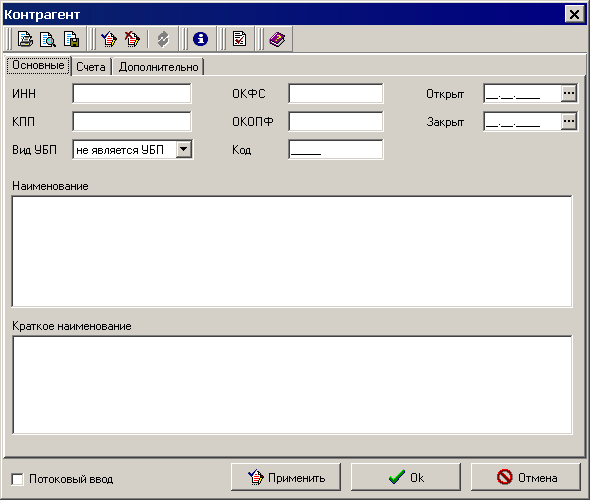 Контрагент
Основные Счета Дополнительно
ИНН ОКФС Открыт __.__.____ ...
КПП ОКОПФ Закрыт __.__.____ ...
Вид УБП не является УБП Код _____
Наименование
Краткое наименование
Потоковый ввод Применить Ok Отмена